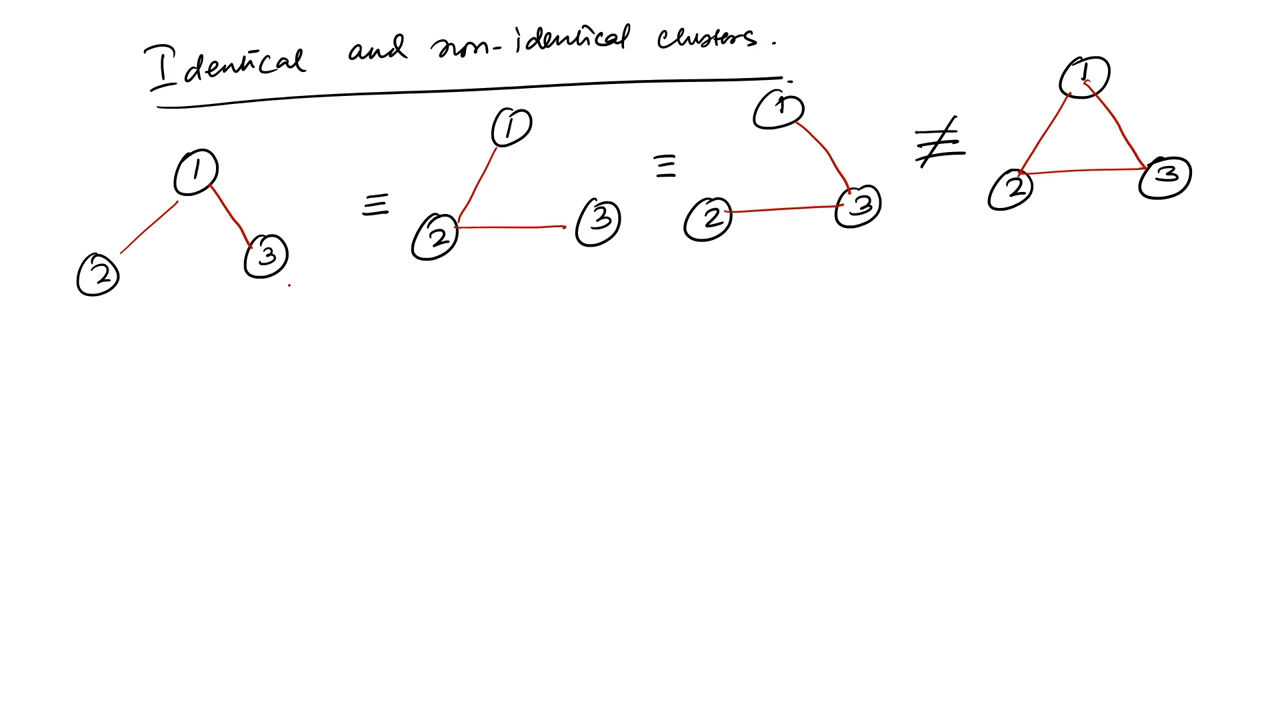 Identical and non-identical clusters.
1 2 3 ≡ 1 2 3 ≡ 1 2 3 ≢ 1 2 3